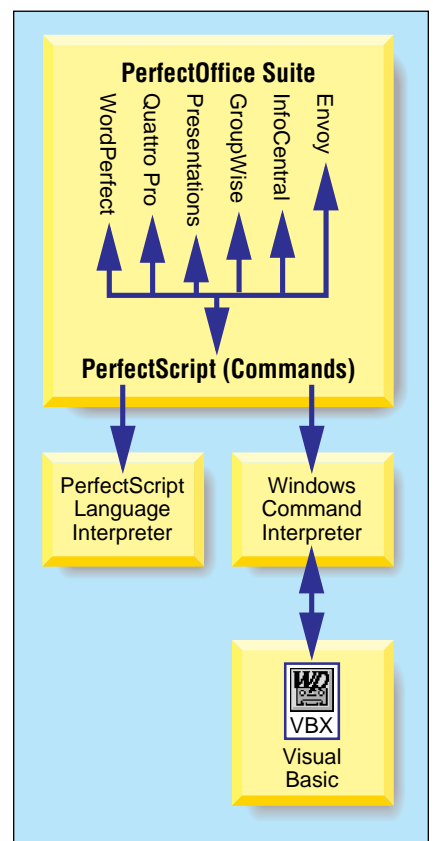 PerfectOffice Suite
WordPerfect
Quattro Pro
Presentations
GroupWise
InfoCentral
Envoy
PerfectScript (Commands)
PerfectScript
Language
Interpreter
Windows
Command
Interpreter
WP
VBX
Visual
Basic